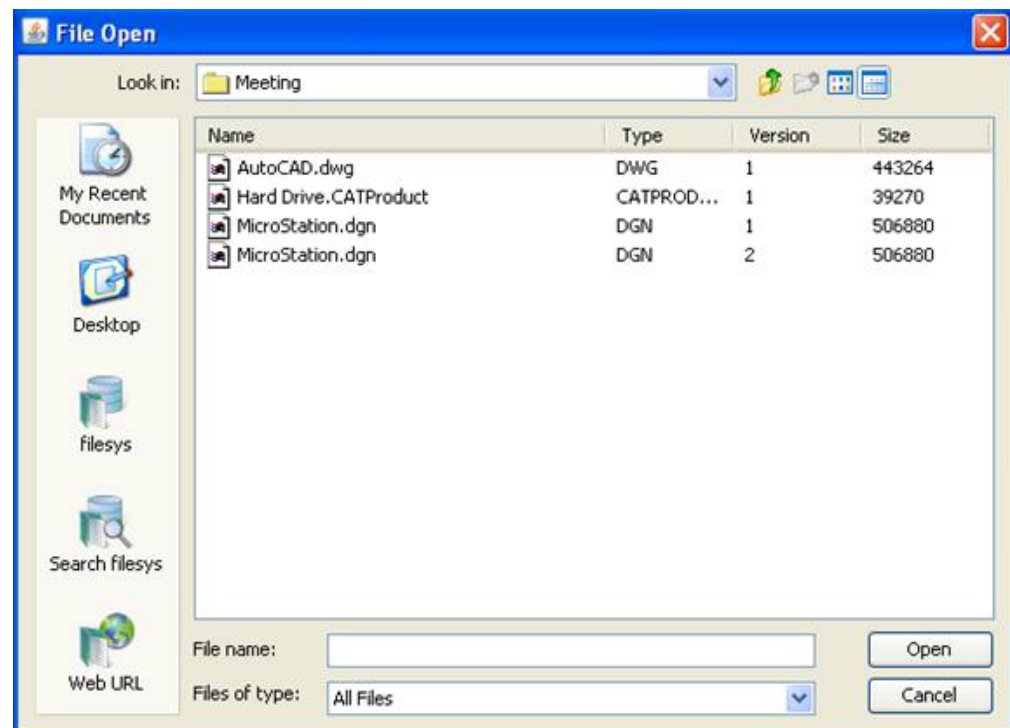 File Open
Look in: Meeting
Name Type Version Size
AutoCAD.dwg DWG 1 443264
Hard Drive.CATProduct CATPROD... 1 39270
MicroStation.dgn DGN 1 506880
MicroStation.dgn DGN 2 506880
My Recent
Documents
Desktop
filesys
Search filesys
Web URL
File name: Open
Files of type: All Files Cancel